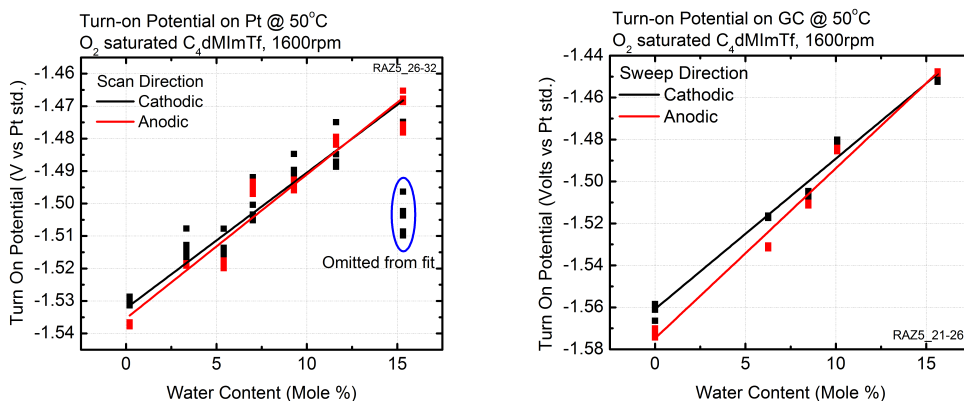 Turn-on Potential on Pt @ 50°C
O₂ saturated C₄dMImTf, 1600rpm
RAZ5_26-32
Scan Direction
Cathodic
Anodic
Omitted from fit
Turn On Potential (V vs Pt std.)
-1.46
-1.47
-1.48
-1.49
-1.50
-1.51
-1.52
-1.53
-1.54
0
5
10
15
Water Content (Mole %)
Turn-on Potential on GC @ 50°C
O₂ saturated C₄dMImTf, 1600rpm
Sweep Direction
Cathodic
Anodic
RAZ5_21-26
Turn On Potential (Volts vs Pt std.)
-1.44
-1.46
-1.48
-1.50
-1.52
-1.54
-1.56
-1.58
0
5
10
15
Water Content (Mole %)